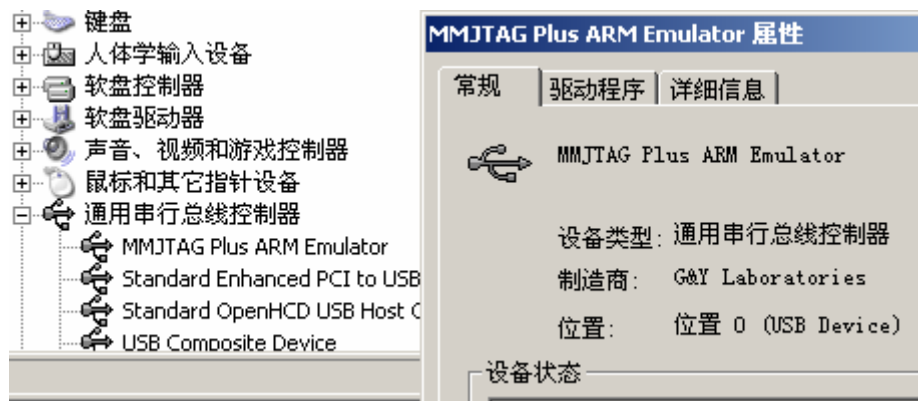 键盘
人体学输入设备
软盘控制器
软盘驱动器
声音、视频和游戏控制器
鼠标和其它指针设备
通用串行总线控制器
MMJTAG Plus ARM Emulator
Standard Enhanced PCI to USB
Standard OpenHCD USB Host C
USB Composite Device
MMJTAG Plus ARM Emulator 属性
常规 驱动程序 详细信息
MMJTAG Plus ARM Emulator
设备类型: 通用串行总线控制器
制造商: G&Y Laboratories
位置: 位置 0 (USB Device)
设备状态